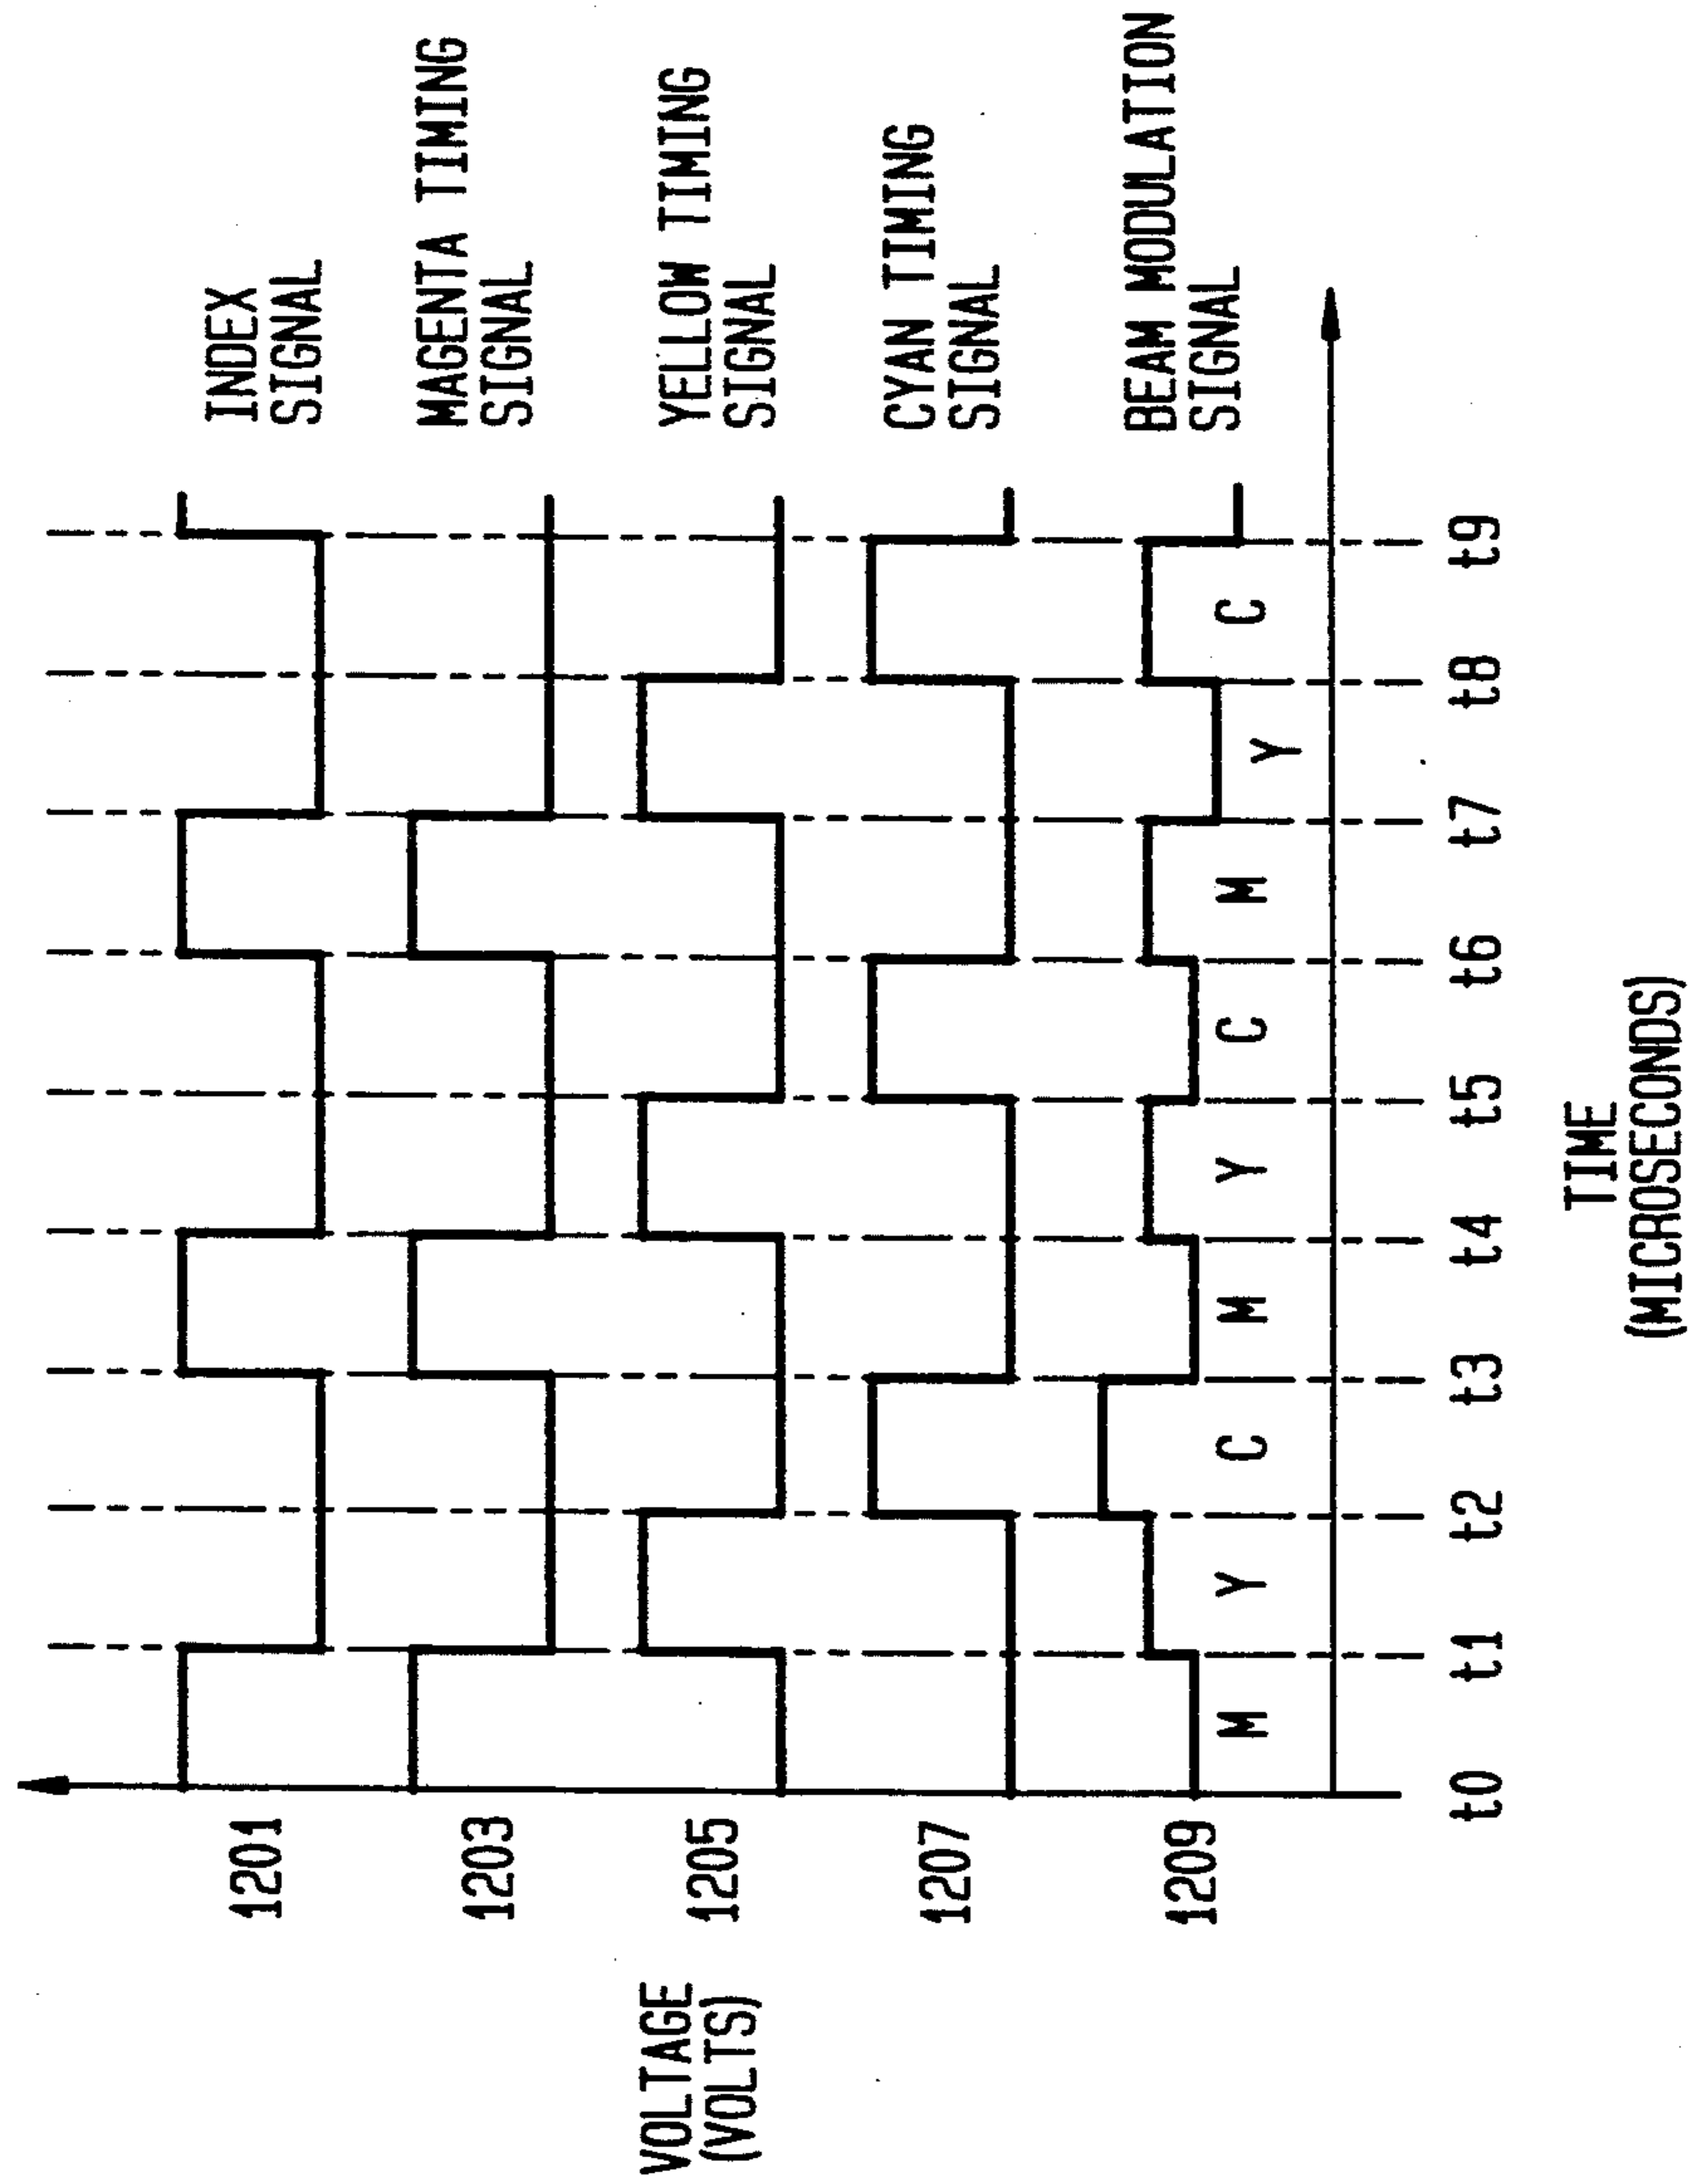 VOLTAGE
(VOLTS)
1201
INDEX
SIGNAL
1203
MAGENTA TIMING
SIGNAL
1205
YELLOW TIMING
SIGNAL
1207
CYAN TIMING
SIGNAL
1209
BEAM MODULATION
SIGNAL
M Y C M Y C M Y C
t0 t1 t2 t3 t4 t5 t6 t7 t8 t9
TIME
(MICROSECONDS)